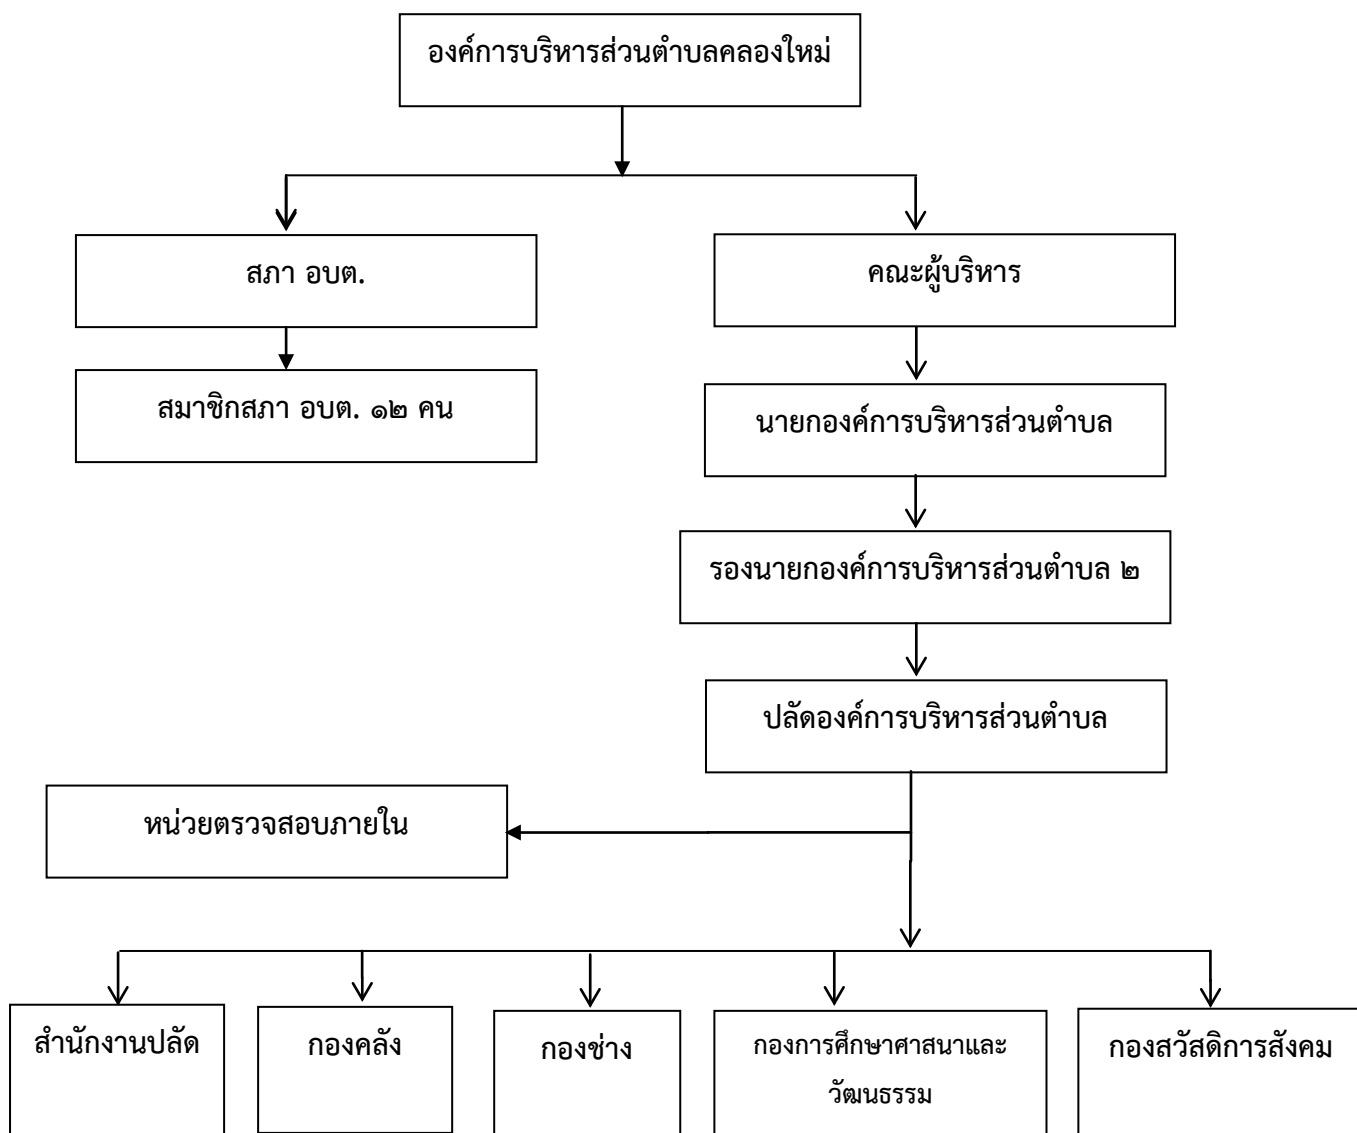 องค์การบริหารส่วนตำบลคลองใหม่
สภา อบต.
คณะผู้บริหาร
สมาชิกสภา อบต. ๑๒ คน
นายกองค์การบริหารส่วนตำบล
รองนายกองค์การบริหารส่วนตำบล ๒
ปลัดองค์การบริหารส่วนตำบล
หน่วยตรวจสอบภายใน
สำนักงานปลัด
กองคลัง
กองช่าง
กองการศึกษาศาสนาและ
วัฒนธรรม
กองสวัสดิการสังคม